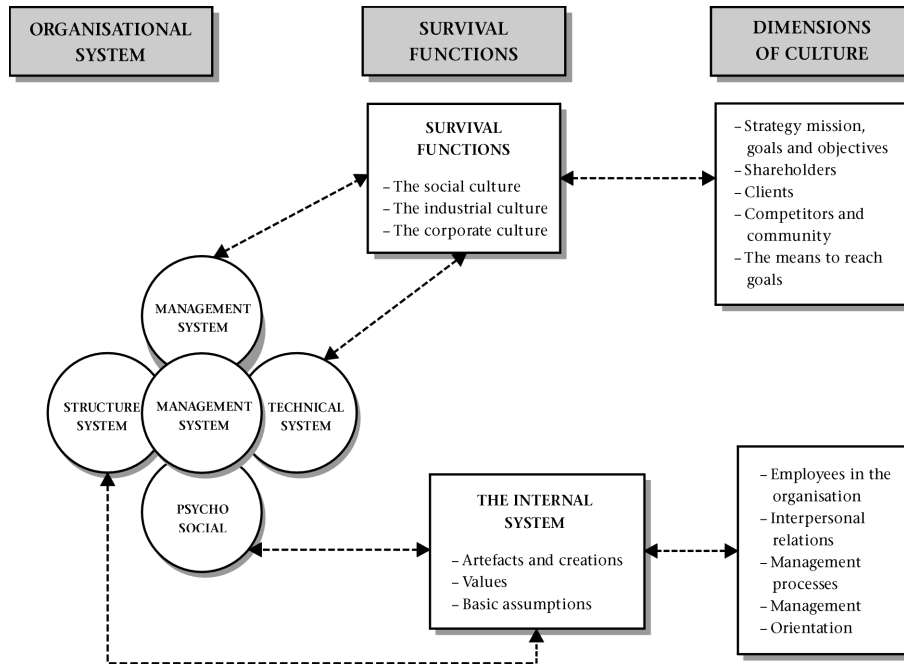 ORGANISATIONAL
SYSTEM
SURVIVAL
FUNCTIONS
DIMENSIONS
OF CULTURE
SURVIVAL
FUNCTIONS
– The social culture
– The industrial culture
– The corporate culture
– Strategy mission,
goals and objectives
– Shareholders
– Clients
– Competitors and
community
– The means to reach
goals
MANAGEMENT
SYSTEM
STRUCTURE
SYSTEM
MANAGEMENT
SYSTEM
TECHNICAL
SYSTEM
PSYCHO
SOCIAL
THE INTERNAL
SYSTEM
– Artefacts and creations
– Values
– Basic assumptions
– Employees in the
organisation
– Interpersonal
relations
– Management
processes
– Management
– Orientation